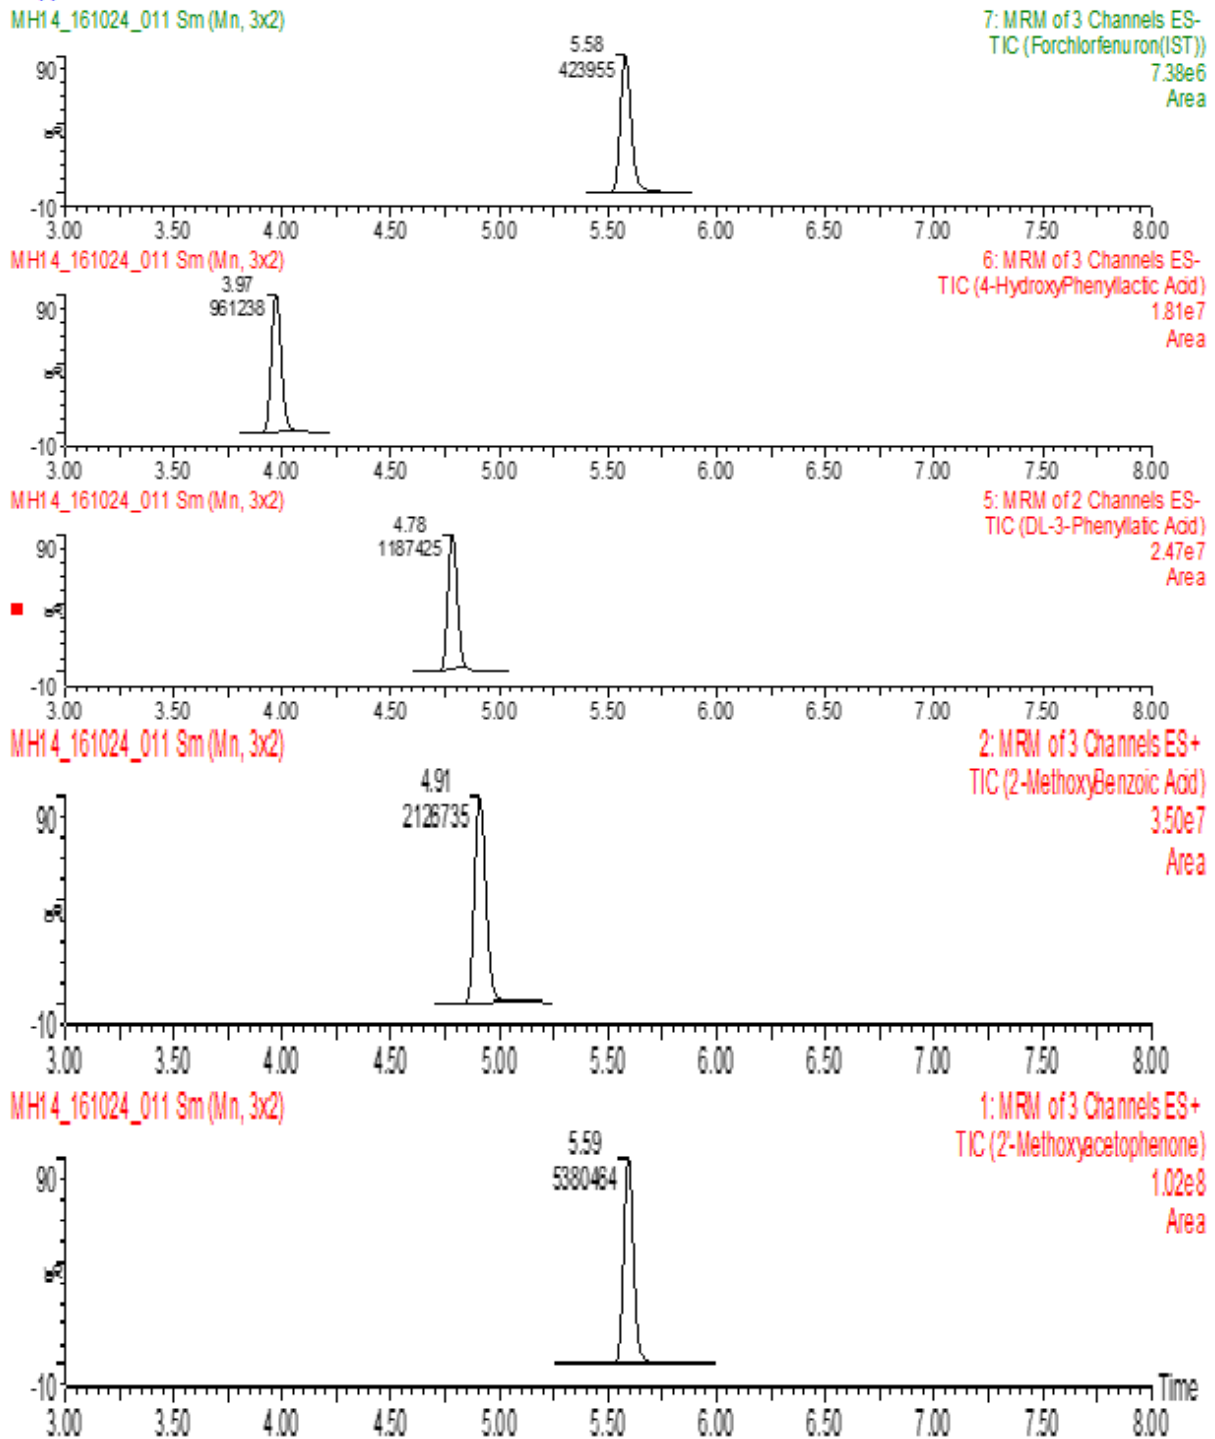 MH14_161024_011 Sm (Mn, 3x2)
7: MRM of 3 Channels ES-
TIC (Forchlorfenuron(IST))
7.38e6
Area
5.58
423955
90
-10
3.00 3.50 4.00 4.50 5.00 5.50 6.00 6.50 7.00 7.50 8.00
MH14_161024_011 Sm (Mn, 3x2)
6: MRM of 3 Channels ES-
TIC (4-HydroxyPhenyllactic Acid)
1.81e7
Area
3.97
961238
90
-10
3.00 3.50 4.00 4.50 5.00 5.50 6.00 6.50 7.00 7.50 8.00
MH14_161024_011 Sm (Mn, 3x2)
5: MRM of 2 Channels ES-
TIC (DL-3-Phenyllatic Acid)
2.47e7
Area
4.78
1187425
90
-10
3.00 3.50 4.00 4.50 5.00 5.50 6.00 6.50 7.00 7.50 8.00
MH14_161024_011 Sm (Mn, 3x2)
2: MRM of 3 Channels ES+
TIC (2-MethoxyBenzoic Acid)
3.50e7
Area
4.91
2126735
90
-10
3.00 3.50 4.00 4.50 5.00 5.50 6.00 6.50 7.00 7.50 8.00
MH14_161024_011 Sm (Mn, 3x2)
1: MRM of 3 Channels ES+
TIC (2'-Methoxyacetophenone)
1.02e8
Area
5.59
5380464
90
-10
Time
3.00 3.50 4.00 4.50 5.00 5.50 6.00 6.50 7.00 7.50 8.00